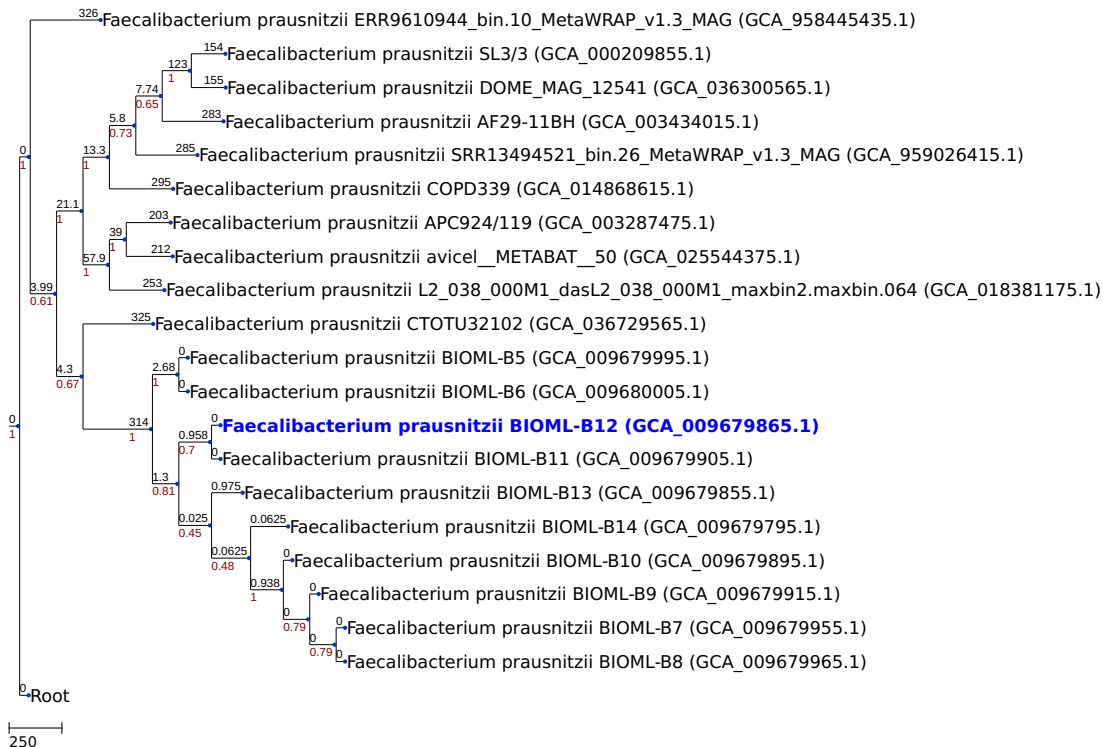 326 Faecalibacterium prausnitzii ERR9610944_bin.10_MetaWRAP_v1.3_MAG (GCA_958445435.1)
154 Faecalibacterium prausnitzii SL3/3 (GCA_000209855.1)
123
1
155 Faecalibacterium prausnitzii DOME_MAG_12541 (GCA_036300565.1)
7.74
0.65
283 Faecalibacterium prausnitzii AF29-11BH (GCA_003434015.1)
5.8
0.73
285 Faecalibacterium prausnitzii SRR13494521_bin.26_MetaWRAP_v1.3_MAG (GCA_959026415.1)
0
1
13.3
295 Faecalibacterium prausnitzii COPD339 (GCA_014868615.1)
21.1
1
203 Faecalibacterium prausnitzii APC924/119 (GCA_003287475.1)
39
1
212 Faecalibacterium prausnitzii avicel__METABAT__50 (GCA_025544375.1)
57.9
1
253 Faecalibacterium prausnitzii L2_038_000M1_dasL2_038_000M1_maxbin2.maxbin.064 (GCA_018381175.1)
3.99
0.61
325 Faecalibacterium prausnitzii CTOTU32102 (GCA_036729565.1)
0 Faecalibacterium prausnitzii BIOML-B5 (GCA_009679995.1)
2.68
1
4.3
0.67
0 Faecalibacterium prausnitzii BIOML-B6 (GCA_009680005.1)
0
1
314
1
0 Faecalibacterium prausnitzii BIOML-B12 (GCA_009679865.1)
0.958
0.7
0 Faecalibacterium prausnitzii BIOML-B11 (GCA_009679905.1)
1.3
0.81
0.975 Faecalibacterium prausnitzii BIOML-B13 (GCA_009679855.1)
0.025
0.45
0.0625 Faecalibacterium prausnitzii BIOML-B14 (GCA_009679795.1)
0.0625
0.48
0 Faecalibacterium prausnitzii BIOML-B10 (GCA_009679895.1)
0.938
1
0 Faecalibacterium prausnitzii BIOML-B9 (GCA_009679915.1)
0
0.79
0 Faecalibacterium prausnitzii BIOML-B7 (GCA_009679955.1)
0
0.79
0 Faecalibacterium prausnitzii BIOML-B8 (GCA_009679965.1)
0 Root
250